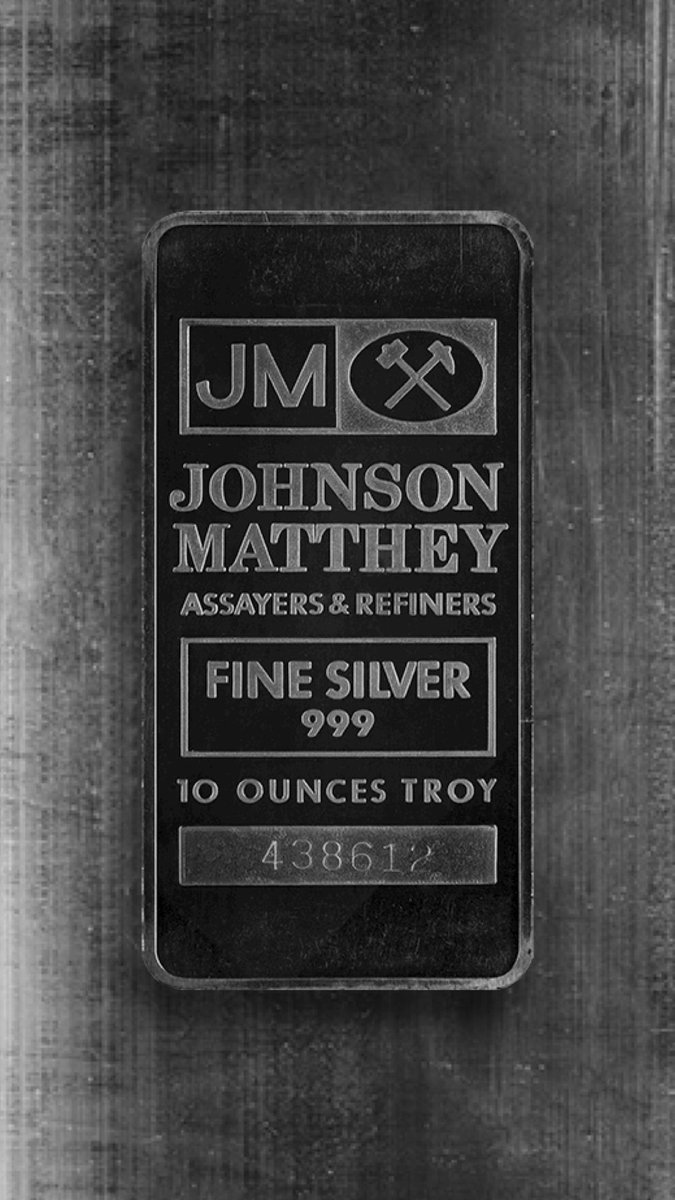 JM
JOHNSON
MATTHEY
ASSAYERS & REFINERS
FINE SILVER
999
10 OUNCES TROY
438612